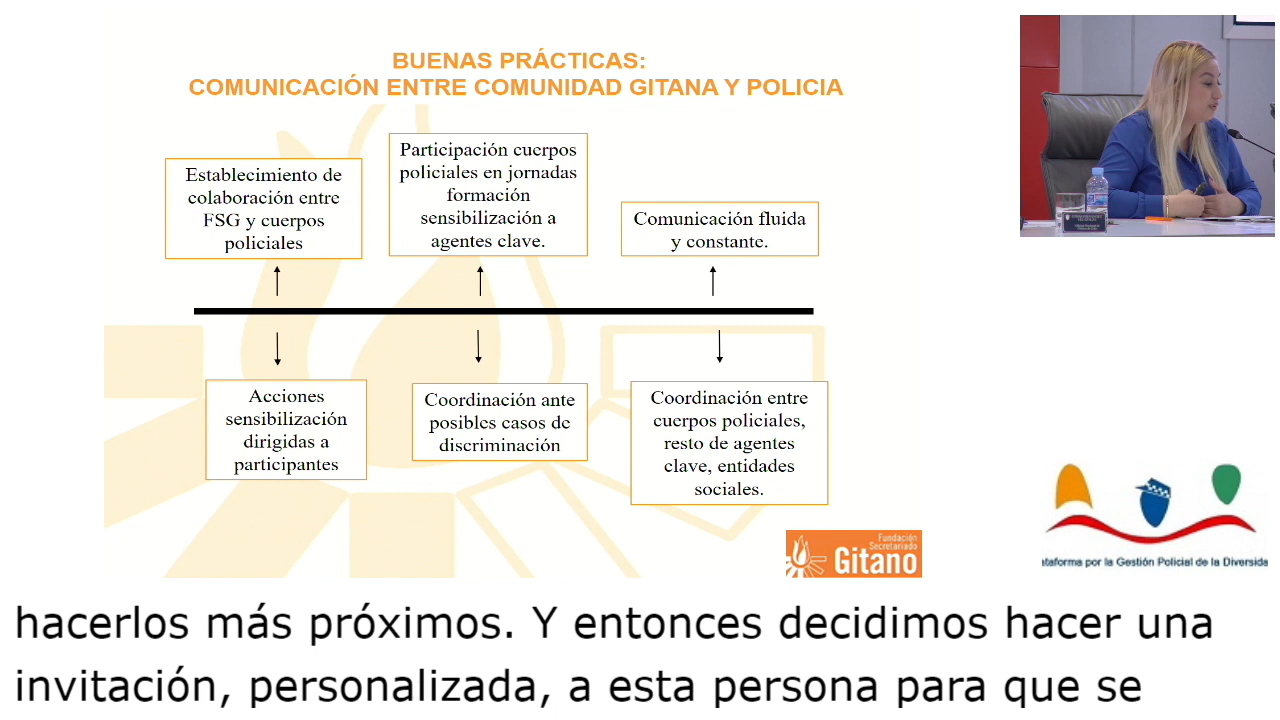 BUENAS PRÁCTICAS:
COMUNICACIÓN ENTRE COMUNIDAD GITANA Y POLICIA
Establecimiento de
colaboración entre
FSG y cuerpos
policiales
Participación cuerpos
policiales en jornadas
formación
sensibilización a
agentes clave.
Comunicación fluida
y constante.
Acciones
sensibilización
dirigidas a
participantes
Coordinación ante
posibles casos de
discriminación
Coordinación entre
cuerpos policiales,
resto de agentes
clave, entidades
sociales.
Fundación
Secretariado
Gitano
ataforma por la Gestión Policial de la Diversida
hacerlos más próximos. Y entonces decidimos hacer una
invitación, personalizada, a esta persona para que se